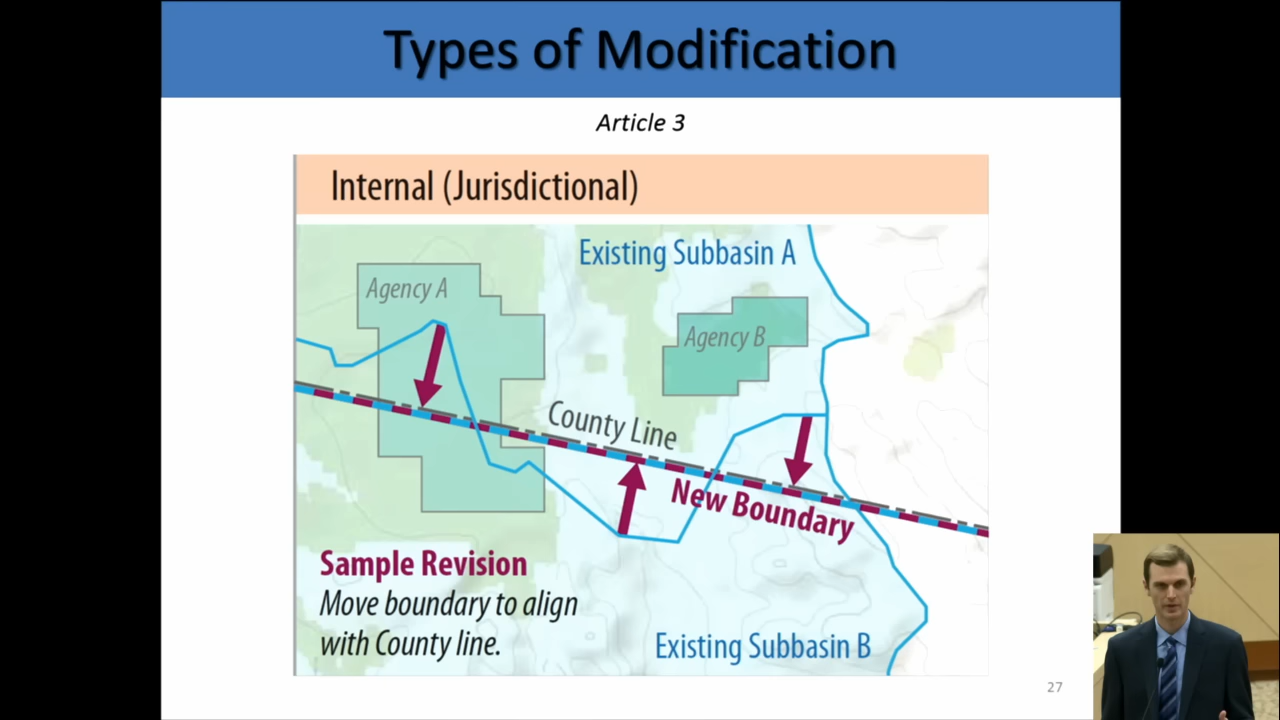 Types of Modification
Article 3
Internal (Jurisdictional)
Existing Subbasin A
Agency A
Agency B
County Line
New Boundary
Sample Revision
Move boundary to align
with County line.
Existing Subbasin B
27